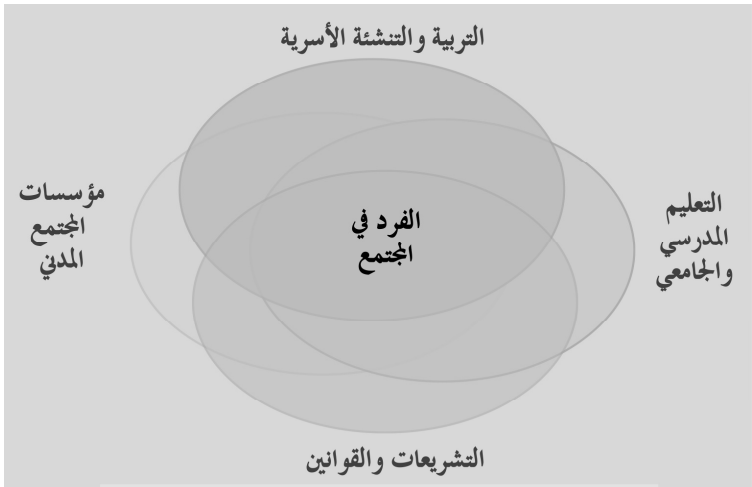 التربية والتنشئة الأسرية
التعليم
المدرسي
والجامعي
الفرد في
المجتمع
مؤسسات
المجتمع
المدني
التشريعات والقوانين